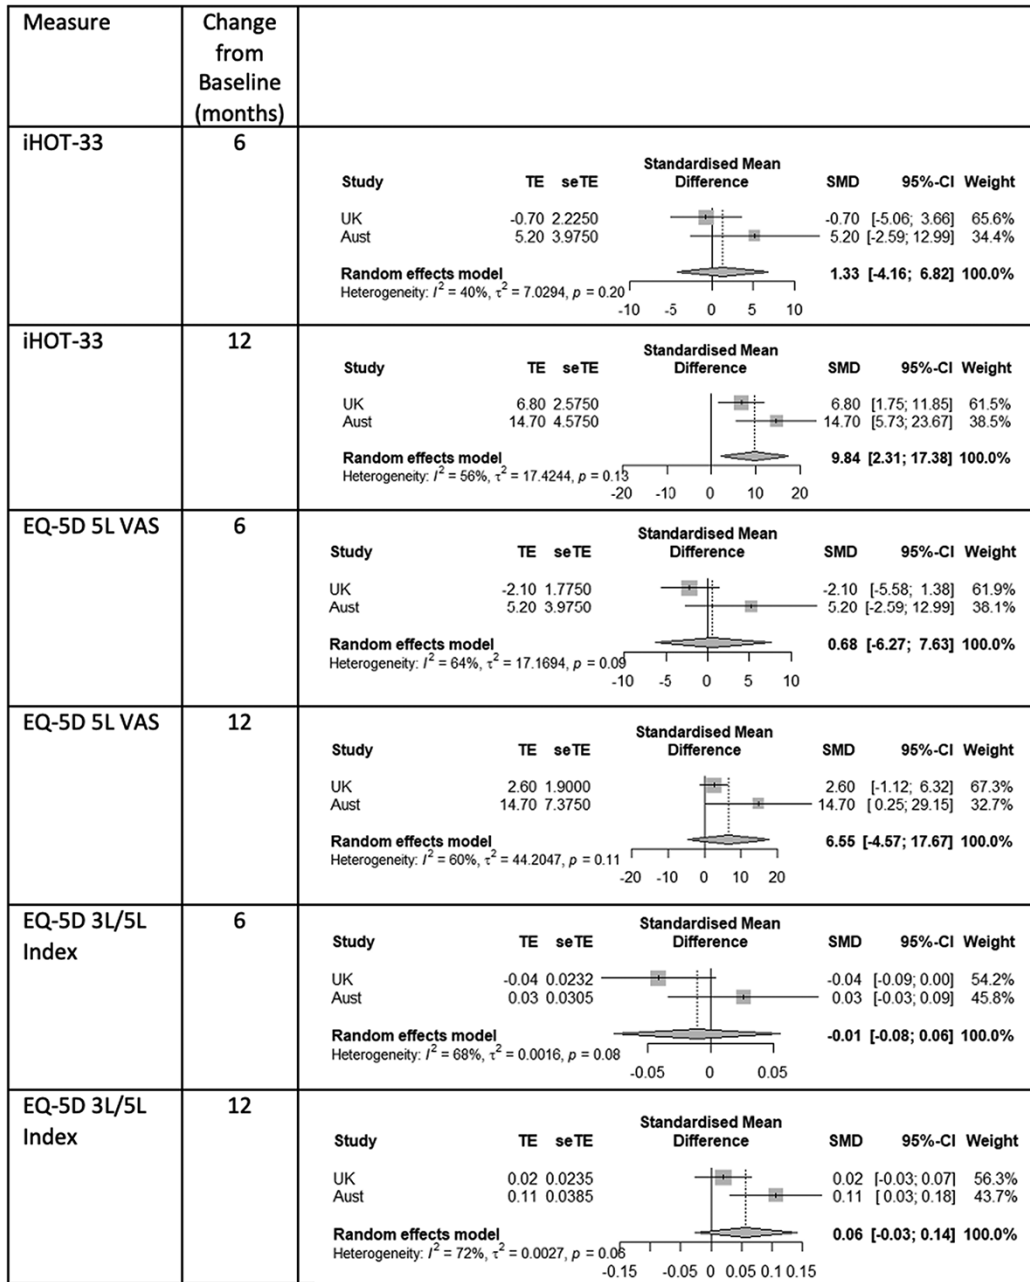 Measure Change from Baseline (months)
iHOT-33 6
Standardised Mean
Study TE seTE Difference SMD 95%-CI Weight
UK -0.70 2.2250 -0.70 [-5.06; 3.66] 65.6%
Aust 5.20 3.9750 5.20 [-2.59; 12.99] 34.4%
Random effects model 1.33 [-4.16; 6.82] 100.0%
Heterogeneity: I² = 40%, τ² = 7.0294, p = 0.20
-10 -5 0 5 10
iHOT-33 12
Standardised Mean
Study TE seTE Difference SMD 95%-CI Weight
UK 6.80 2.5750 6.80 [1.75; 11.85] 61.5%
Aust 14.70 4.5750 14.70 [5.73; 23.67] 38.5%
Random effects model 9.84 [2.31; 17.38] 100.0%
Heterogeneity: I² = 56%, τ² = 17.4244, p = 0.13
-20 -10 0 10 20
EQ-5D 5L VAS 6
Standardised Mean
Study TE seTE Difference SMD 95%-CI Weight
UK -2.10 1.7750 -2.10 [-5.58; 1.38] 61.9%
Aust 5.20 3.9750 5.20 [-2.59; 12.99] 38.1%
Random effects model 0.68 [-6.27; 7.63] 100.0%
Heterogeneity: I² = 64%, τ² = 17.1694, p = 0.09
-10 -5 0 5 10
EQ-5D 5L VAS 12
Standardised Mean
Study TE seTE Difference SMD 95%-CI Weight
UK 2.60 1.9000 2.60 [-1.12; 6.32] 67.3%
Aust 14.70 7.3750 14.70 [ 0.25; 29.15] 32.7%
Random effects model 6.55 [-4.57; 17.67] 100.0%
Heterogeneity: I² = 60%, τ² = 44.2047, p = 0.11
-20 -10 0 10 20
EQ-5D 3L/5L Index 6
Standardised Mean
Study TE seTE Difference SMD 95%-CI Weight
UK -0.04 0.0232 -0.04 [-0.09; 0.00] 54.2%
Aust 0.03 0.0305 0.03 [-0.03; 0.09] 45.8%
Random effects model -0.01 [-0.08; 0.06] 100.0%
Heterogeneity: I² = 68%, τ² = 0.0016, p = 0.08
-0.05 0 0.05
EQ-5D 3L/5L Index 12
Standardised Mean
Study TE seTE Difference SMD 95%-CI Weight
UK 0.02 0.0235 0.02 [-0.03; 0.07] 56.3%
Aust 0.11 0.0385 0.11 [ 0.03; 0.18] 43.7%
Random effects model 0.06 [-0.03; 0.14] 100.0%
Heterogeneity: I² = 72%, τ² = 0.0027, p = 0.06
-0.15 -0.05 0 0.05 0.1 0.15